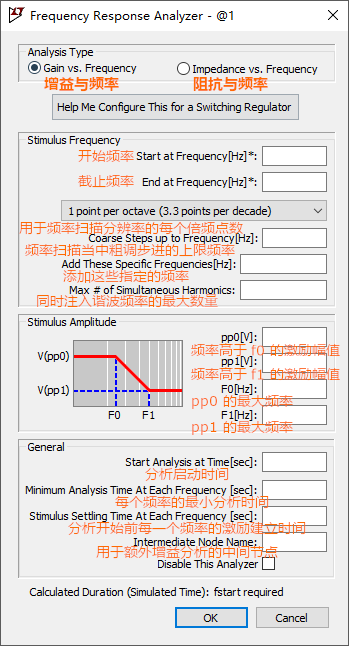 Frequency Response Analyzer - @1
Analysis Type
Gain vs. Frequency
Impedance vs. Frequency
增益与频率
阻抗与频率
Help Me Configure This for a Switching Regulator
Stimulus Frequency
开始频率 Start at Frequency[Hz]*:
截止频率 End at Frequency[Hz]*:
1 point per octave (3.3 points per decade)
用于频率扫描分辨率的每个倍频点数
Coarse Steps up to Frequency[Hz]:
频率扫描当中粗调步进的上限频率
Add These Specific Frequencies[Hz]:
添加这些指定的频率
Max # of Simultaneous Harmonics:
同时注入谐波频率的最大数量
Stimulus Amplitude
pp0[V]:
频率高于 f0 的激励幅值
pp1[V]:
频率高于 f1 的激励幅值
F0[Hz]:
pp0 的最大频率
F1[Hz]:
pp1 的最大频率
V(pp0)
V(pp1)
F0
F1
General
Start Analysis at Time[sec]:
分析启动时间
Minimum Analysis Time At Each Frequency [sec]:
每个频率的最小分析时间
Stimulus Settling Time At Each Frequency [sec]:
分析开始前每一个频率的激励建立时间
Intermediate Node Name:
用于额外增益分析的中间节点
Disable This Analyzer
Calculated Duration (Simulated Time): fstart required
OK
Cancel